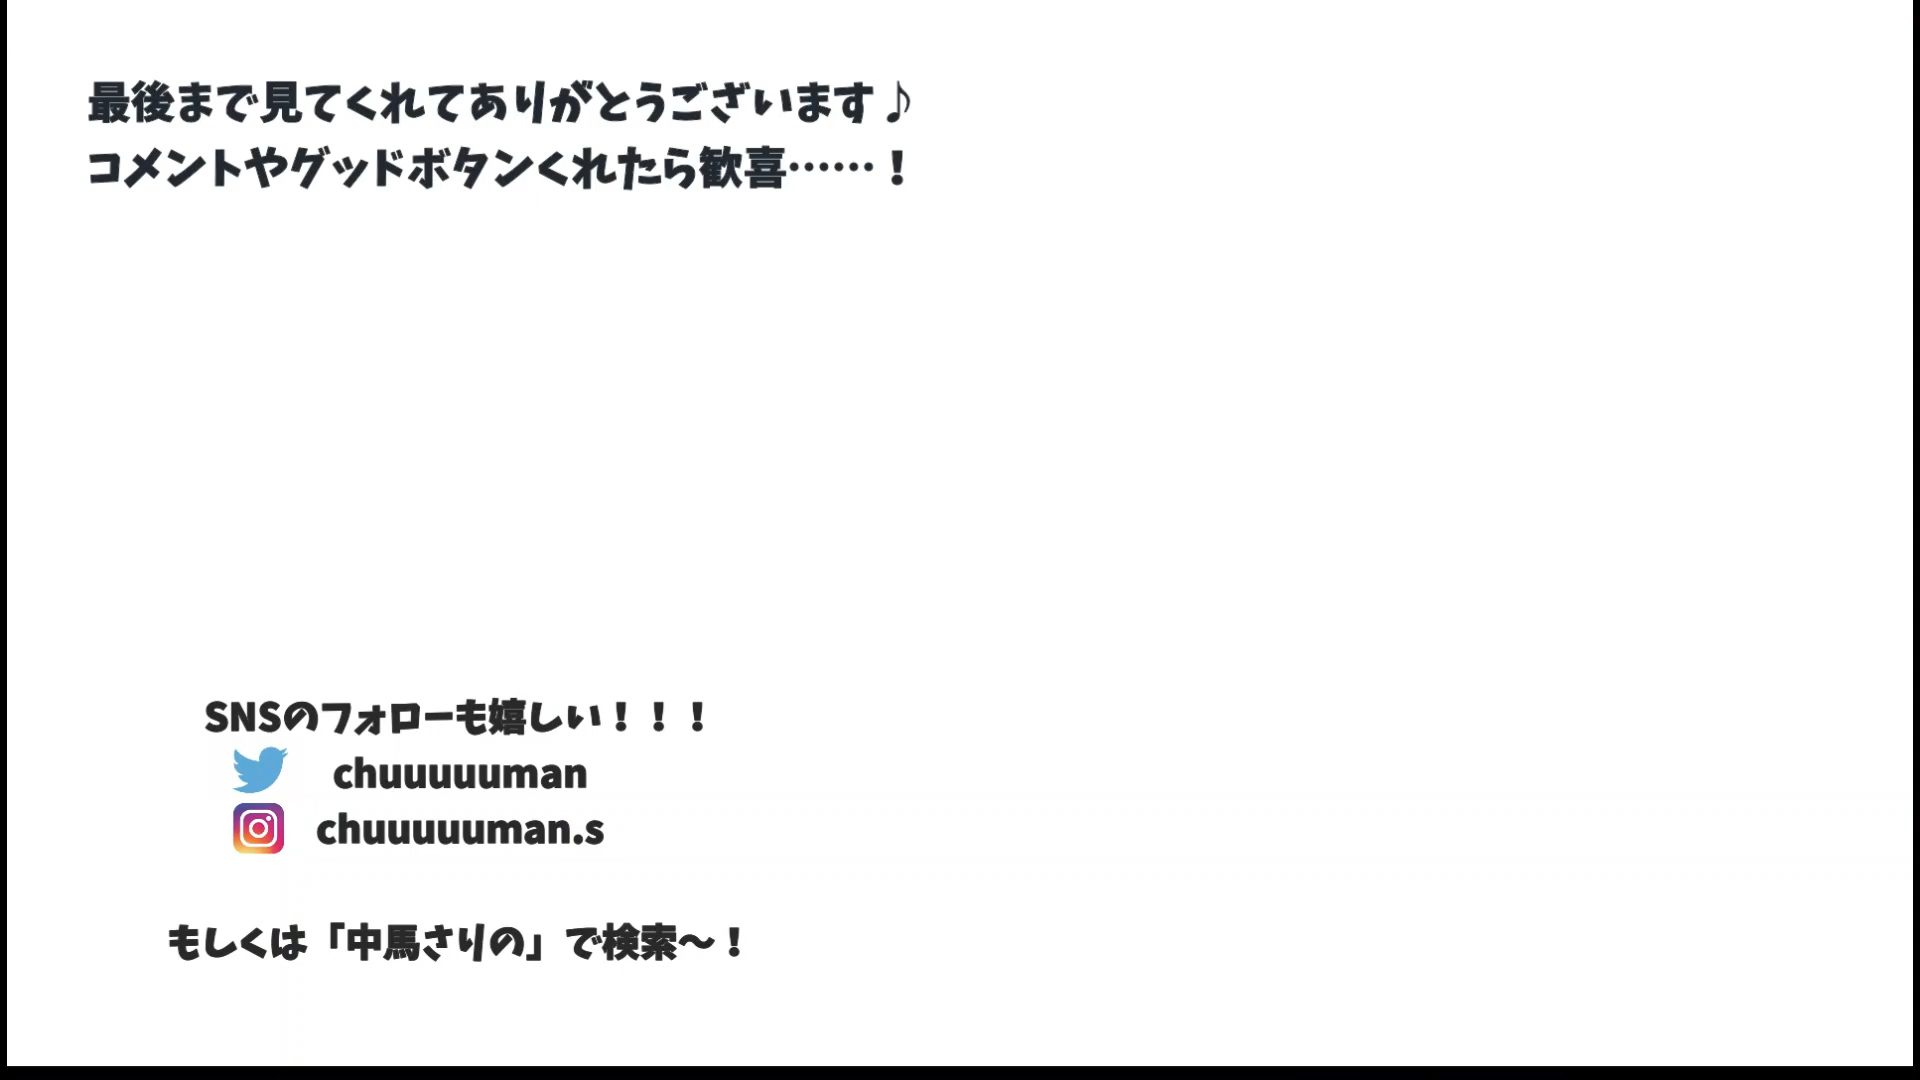 最後まで見てくれてありがとうございます♪
コメントやグッドボタンくれたら歓喜……！
SNSのフォローも嬉しい！！！
chuuuuuman
chuuuuuman.s
もしくは「中馬さりの」で検索〜！